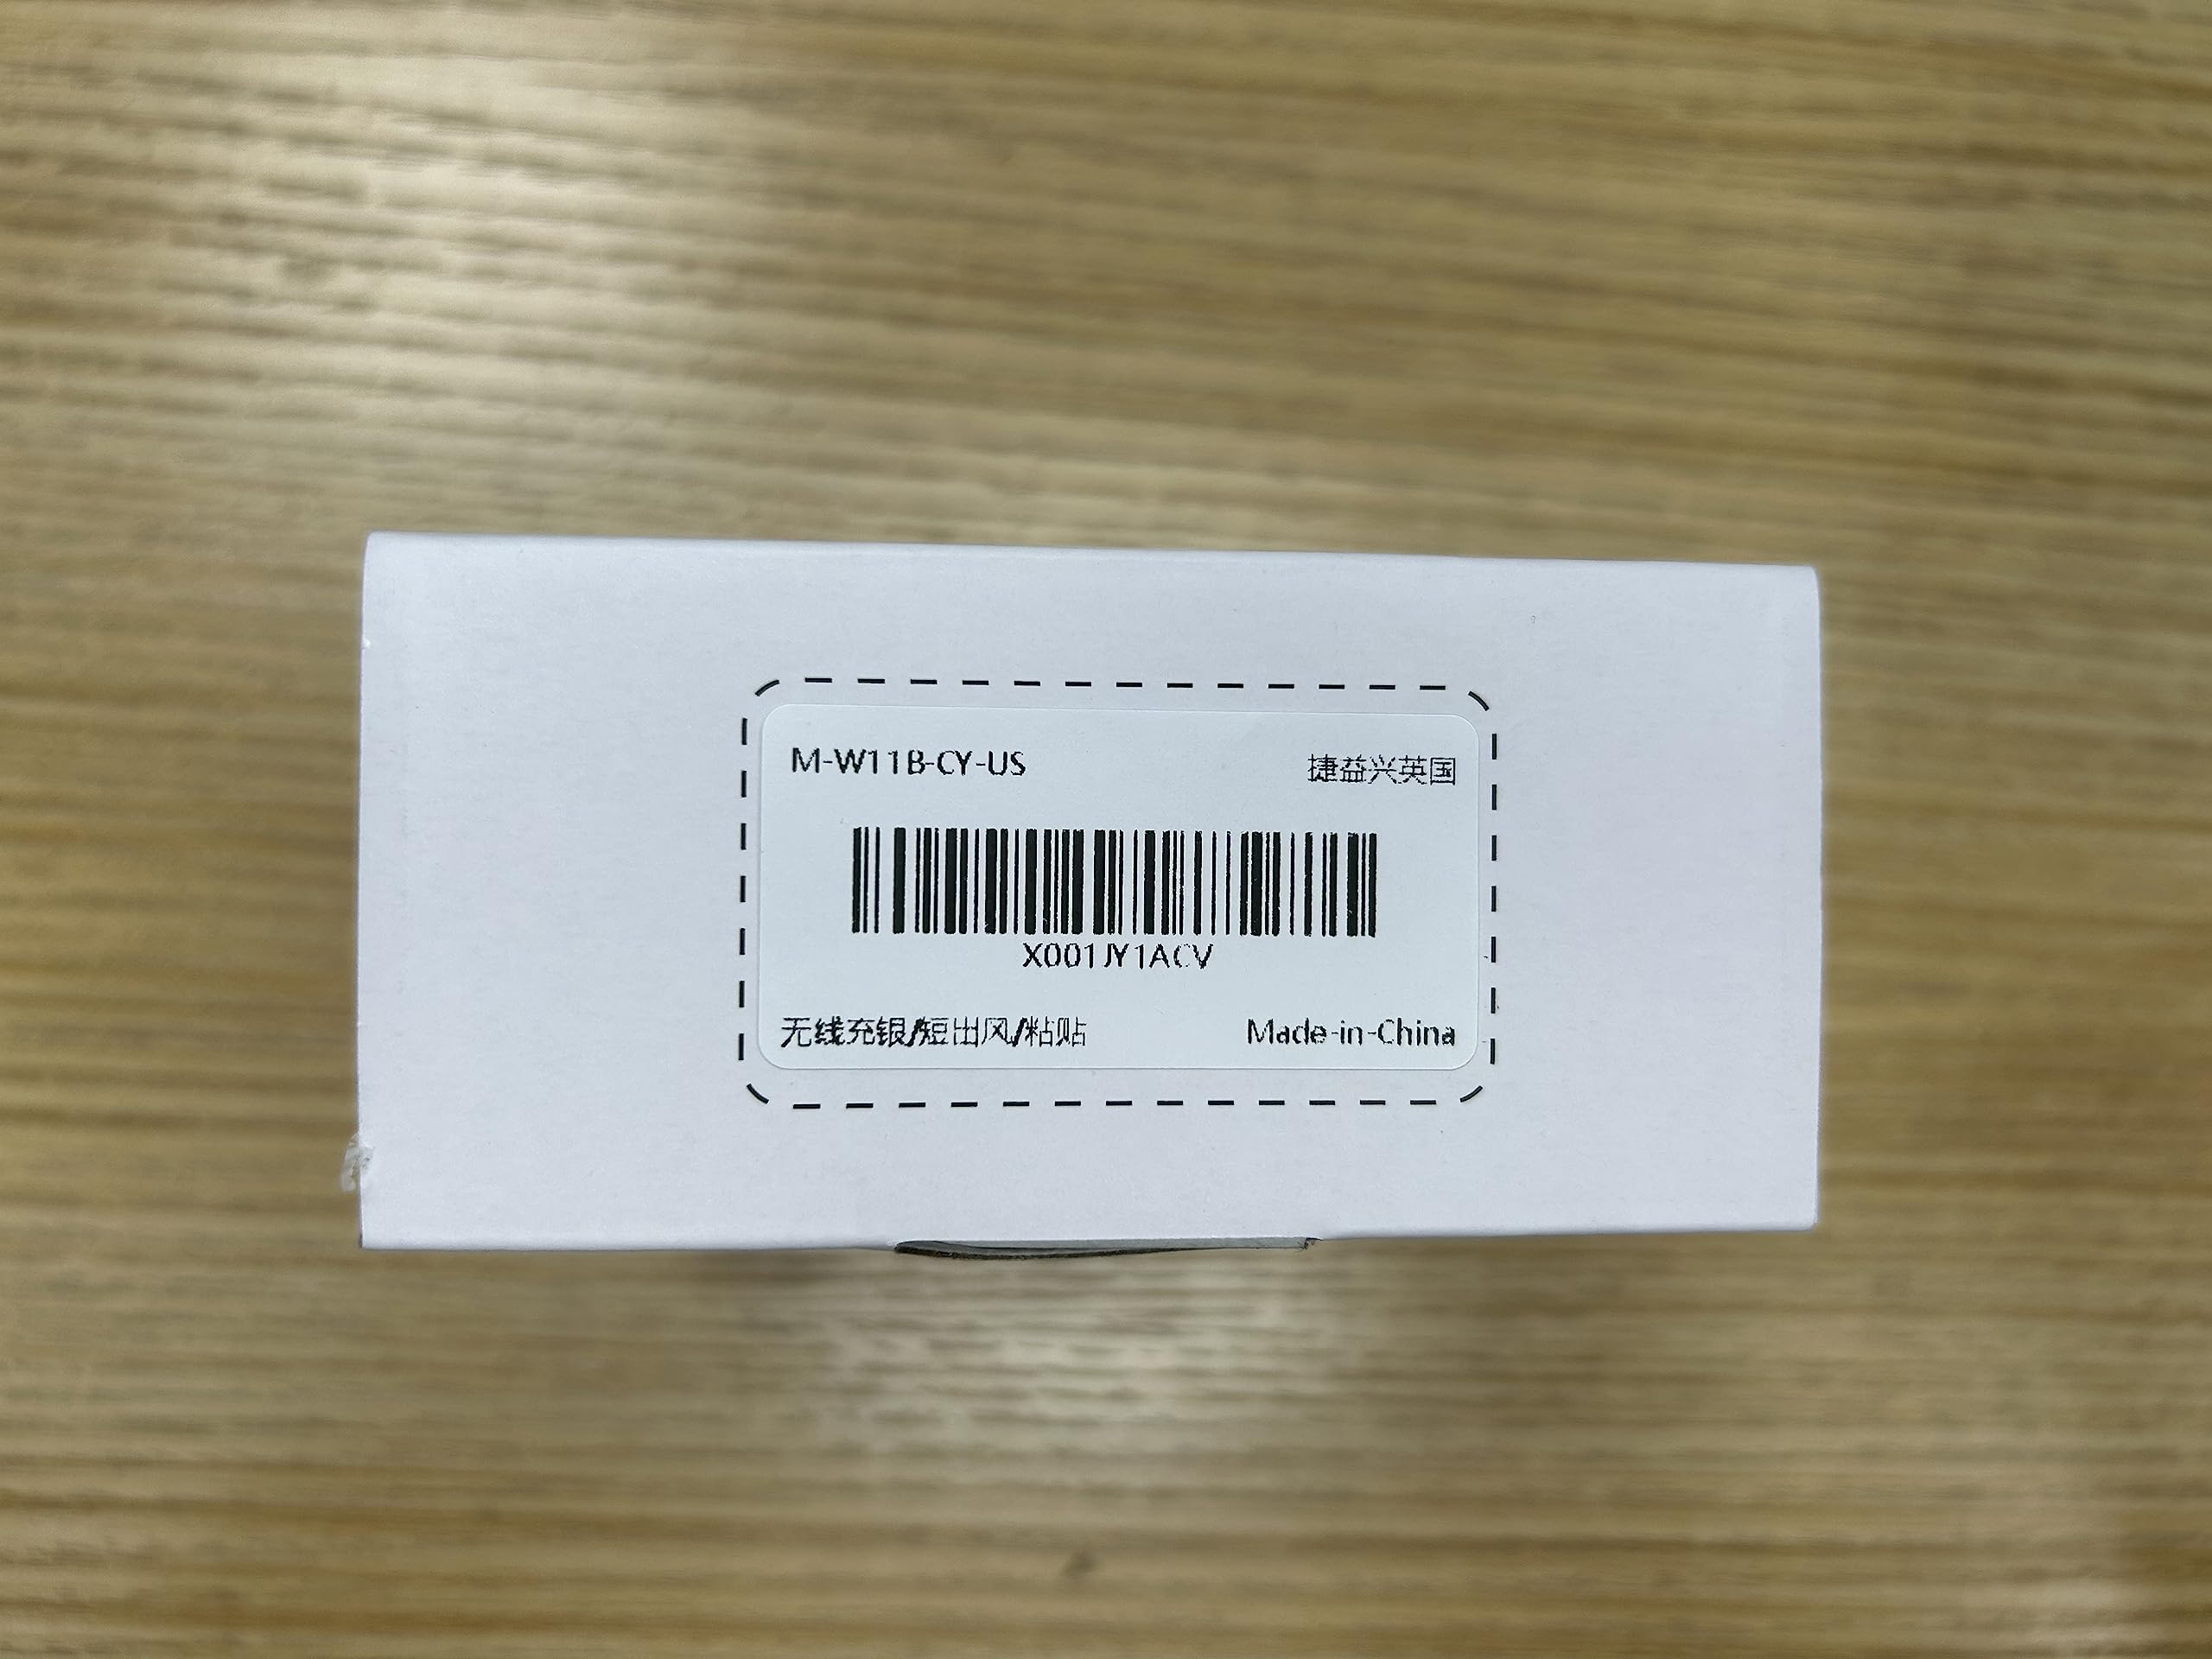 M-W11B-CY-US 捷益兴英国
X001JY1ACV
无线充银/短出风/粘贴 Made-in-China